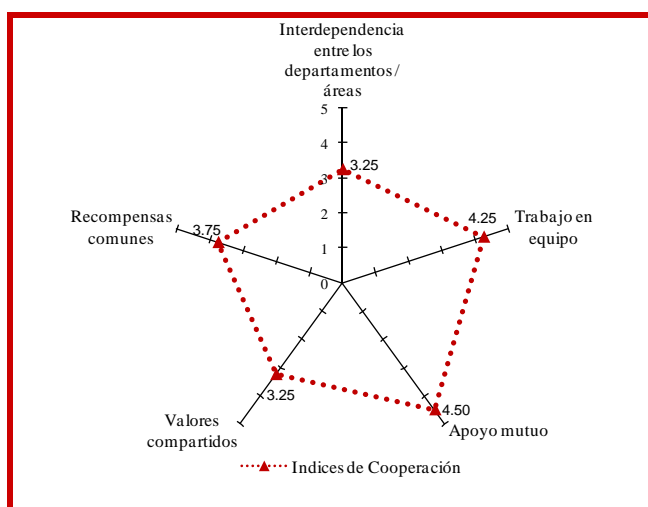 Interdependencia
entre los
departamentos /
áreas
5
4
3
2
1
0
3.25
4.25
Trabajo en
equipo
4.50
Apoyo mutuo
3.25
Valores
compartidos
3.75
Recompensas
comunes
Indices de Cooperación